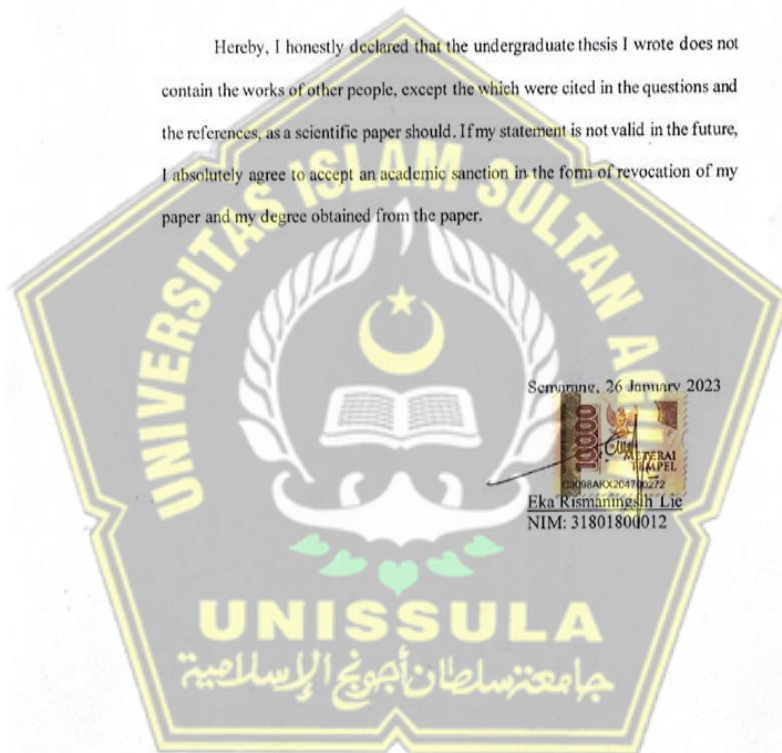 Hereby, I honestly declared that the undergraduate thesis I wrote does not
contain the works of other people, except the which were cited in the questions and
the references, as a scientific paper should. If my statement is not valid in the future,
I absolutely agree to accept an academic sanction in the form of revocation of my
paper and my degree obtained from the paper.
UNIVERSITAS ISLAM SULTAN AGUNG
Semarang, 26 January 2023
10000
METERAI
TEMPEL
Eka Rismaningsih Lie
NIM: 31801800012
UNISSULA
جامعة سلطان أجونج الإسلامية